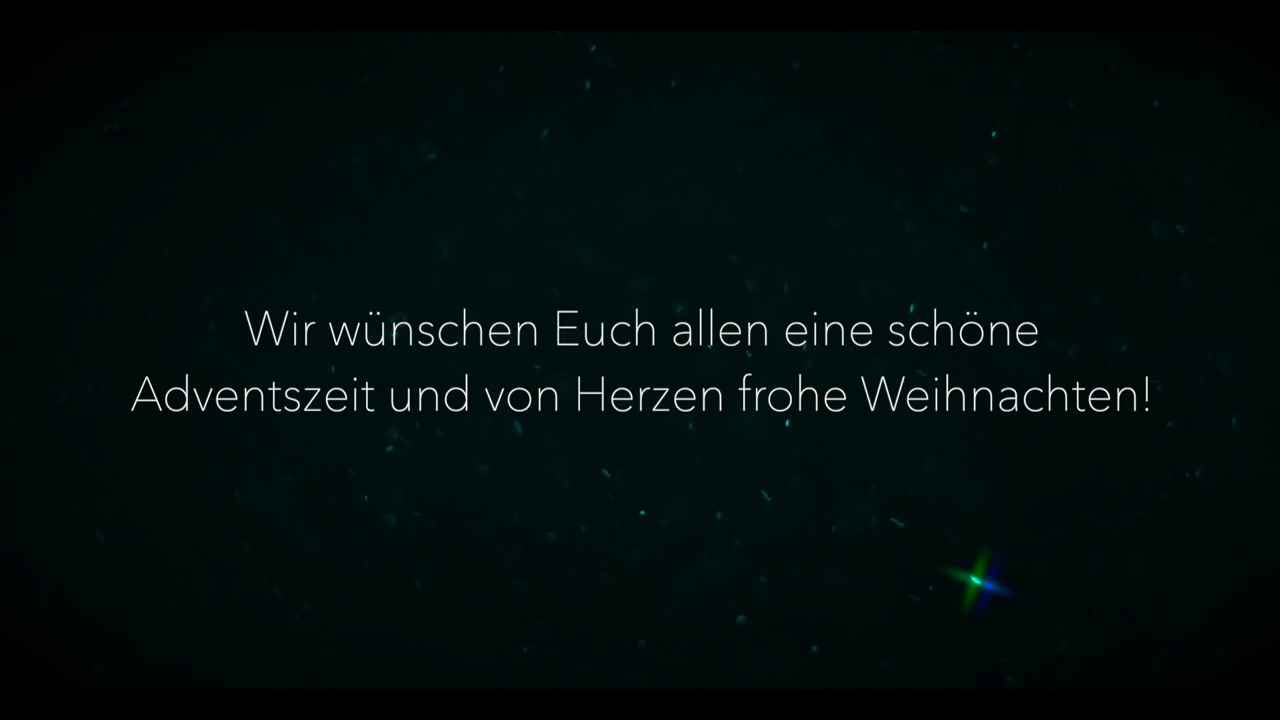 Wir wünschen Euch allen eine schöne
Adventszeit und von Herzen frohe Weihnachten!